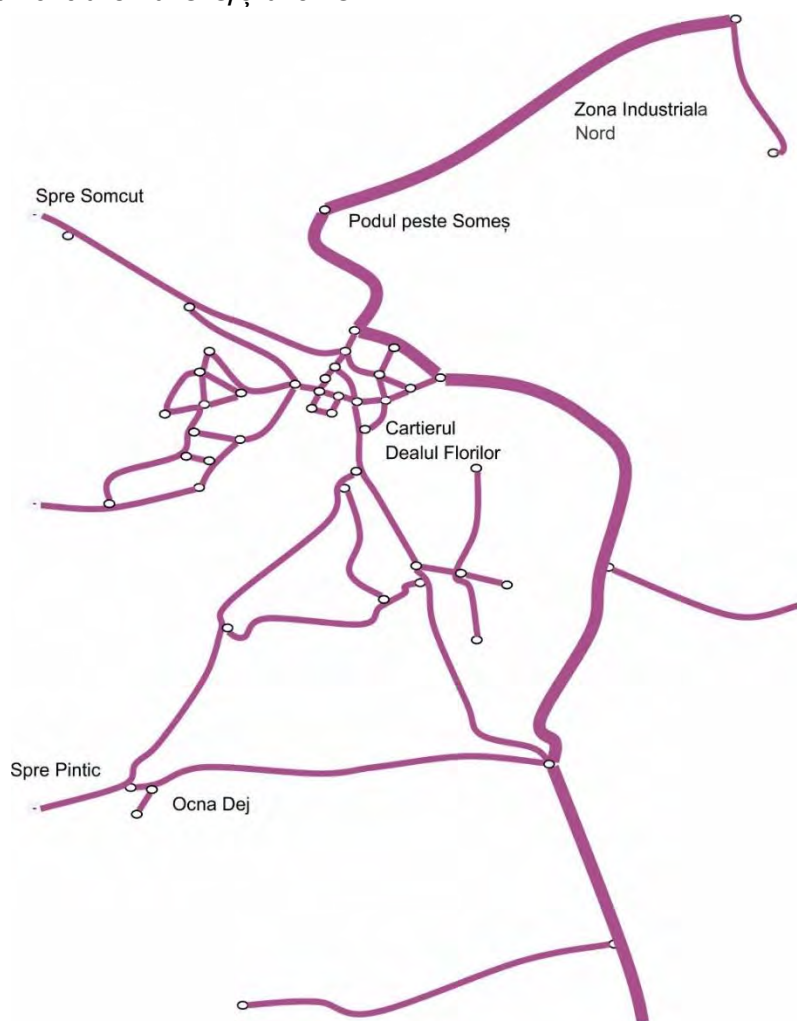 Zona Industriala
Nord
Spre Somcut
Podul peste Someș
Cartierul
Dealul Florilor
Spre Pintic
Ocna Dej